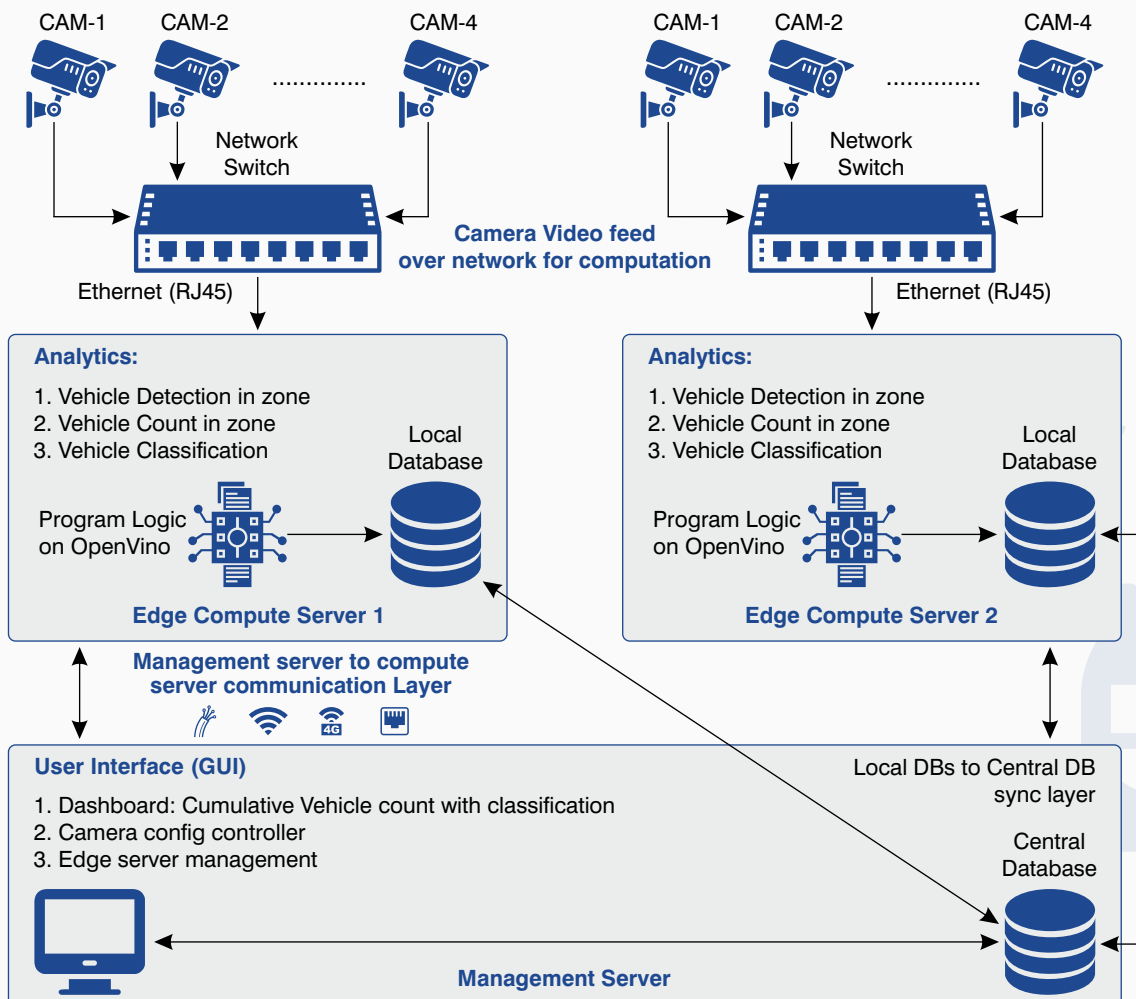 CAM-1
CAM-2
..............
CAM-4
Network
Switch
CAM-1
CAM-2
..............
CAM-4
Network
Switch
Camera Video feed
over network for computation
Ethernet (RJ45)
Ethernet (RJ45)
Analytics:
1. Vehicle Detection in zone
2. Vehicle Count in zone
3. Vehicle Classification
Local
Database
Program Logic
on OpenVino
Edge Compute Server 1
Analytics:
1. Vehicle Detection in zone
2. Vehicle Count in zone
3. Vehicle Classification
Local
Database
Program Logic
on OpenVino
Edge Compute Server 2
Management server to compute
server communication Layer
4G
User Interface (GUI)
1. Dashboard: Cumulative Vehicle count with classification
2. Camera config controller
3. Edge server management
Local DBs to Central DB
sync layer
Central
Database
Management Server